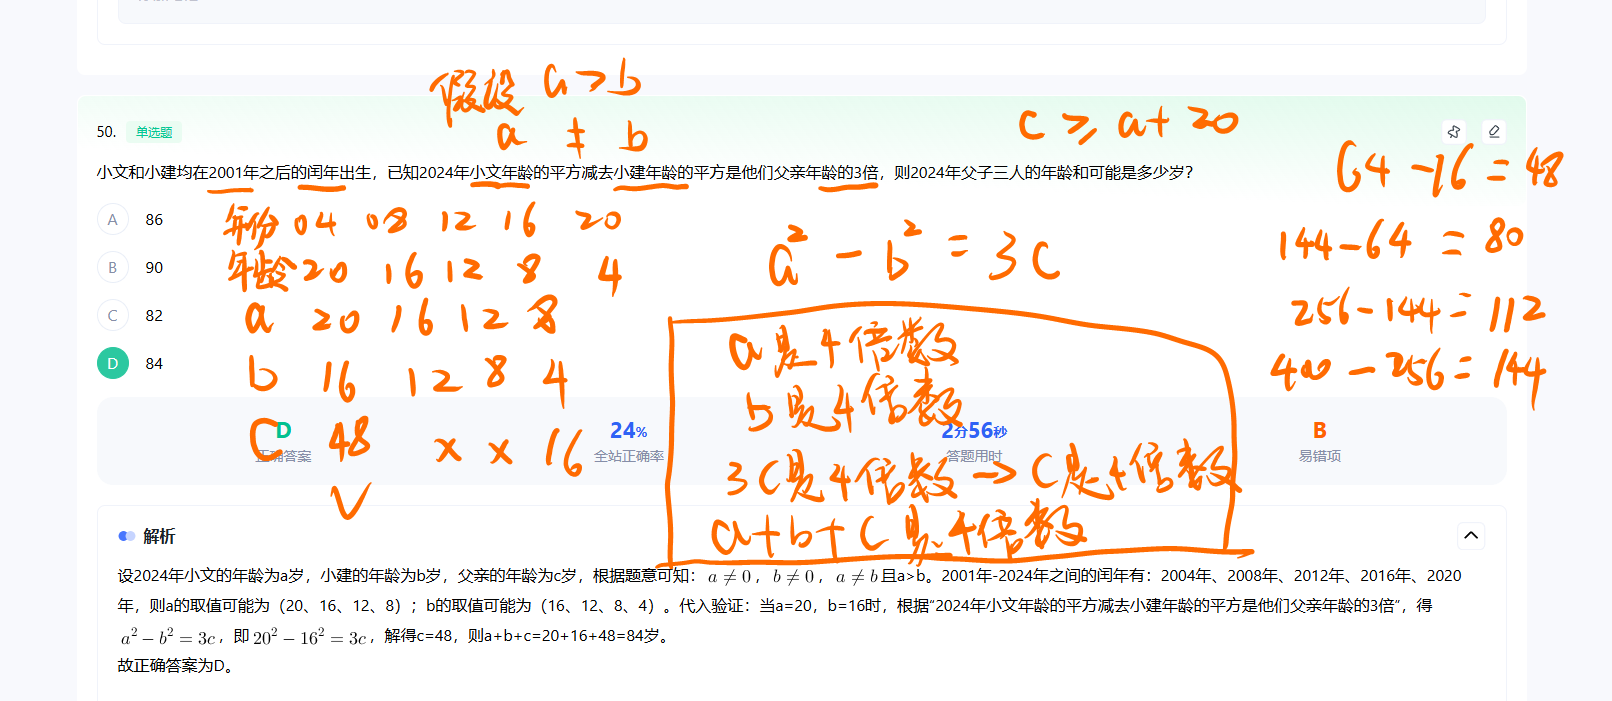 假设 a>b
a ≠ b
c ≥ a+20
50. 单选题
小文和小建均在2001年之后的闰年出生，已知2024年小文年龄的平方减去小建年龄的平方是他们父亲年龄的3倍，则2024年父子三人的年龄和可能是多少岁？
A 86
B 90
C 82
D 84
年份 04 08 12 16 20
年龄 20 16 12 8 4
a 20 16 12 8
b 16 12 8 4
C 48 x x 16
√
a² - b² = 3c
64-16=48
144-64=80
256-144=112
400-256=144
a是4倍数
b是4倍数
3C是4倍数→C是4倍数
a+b+c是4倍数
D 24% 2分56秒 B
正确答案 全站正确率 答题用时 易错项
解析
设2024年小文的年龄为a岁，小建的年龄为b岁，父亲的年龄为c岁，根据题意可知：a≠0，b≠0，a≠b且a>b。2001年-2024年之间的闰年有：2004年、2008年、2012年、2016年、2020
年，则a的取值可能为（20、16、12、8）；b的取值可能为（16、12、8、4）。代入验证：当a=20，b=16时，根据“2024年小文年龄的平方减去小建年龄的平方是他们父亲年龄的3倍”，得
a²-b²=3c，即20²-16²=3c，解得c=48，则a+b+c=20+16+48=84岁。
故正确答案为D。